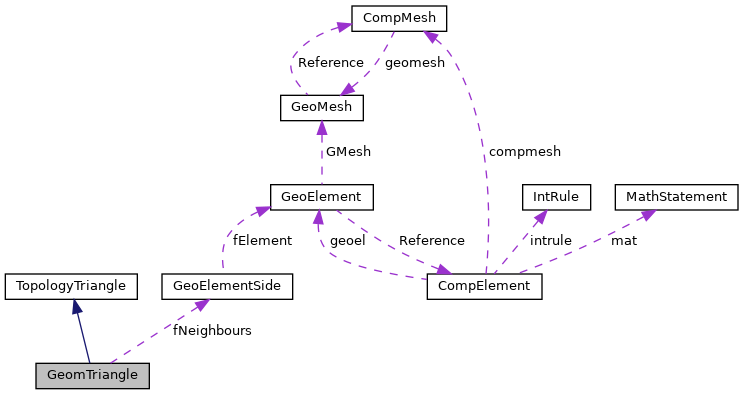 CompMesh
Reference
geomesh
GeoMesh
GMesh
compmesh
GeoElement
IntRule
MathStatement
fElement
geoel
Reference
intrule
mat
TopologyTriangle
GeoElementSide
CompElement
fNeighbours
GeomTriangle